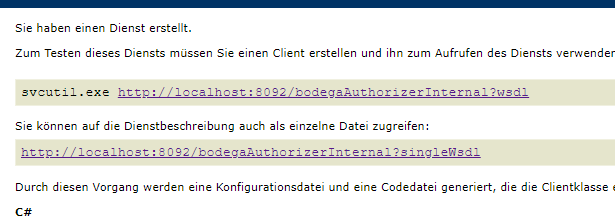 Sie haben einen Dienst erstellt.
Zum Testen dieses Diensts müssen Sie einen Client erstellen und ihn zum Aufrufen des Diensts verwenden
svcutil.exe http://localhost:8092/bodegaAuthorizerInternal?wsdl
Sie können auf die Dienstbeschreibung auch als einzelne Datei zugreifen:
http://localhost:8092/bodegaAuthorizerInternal?singleWsdl
Durch diesen Vorgang werden eine Konfigurationsdatei und eine Codedatei generiert, die die Clientklasse
C#